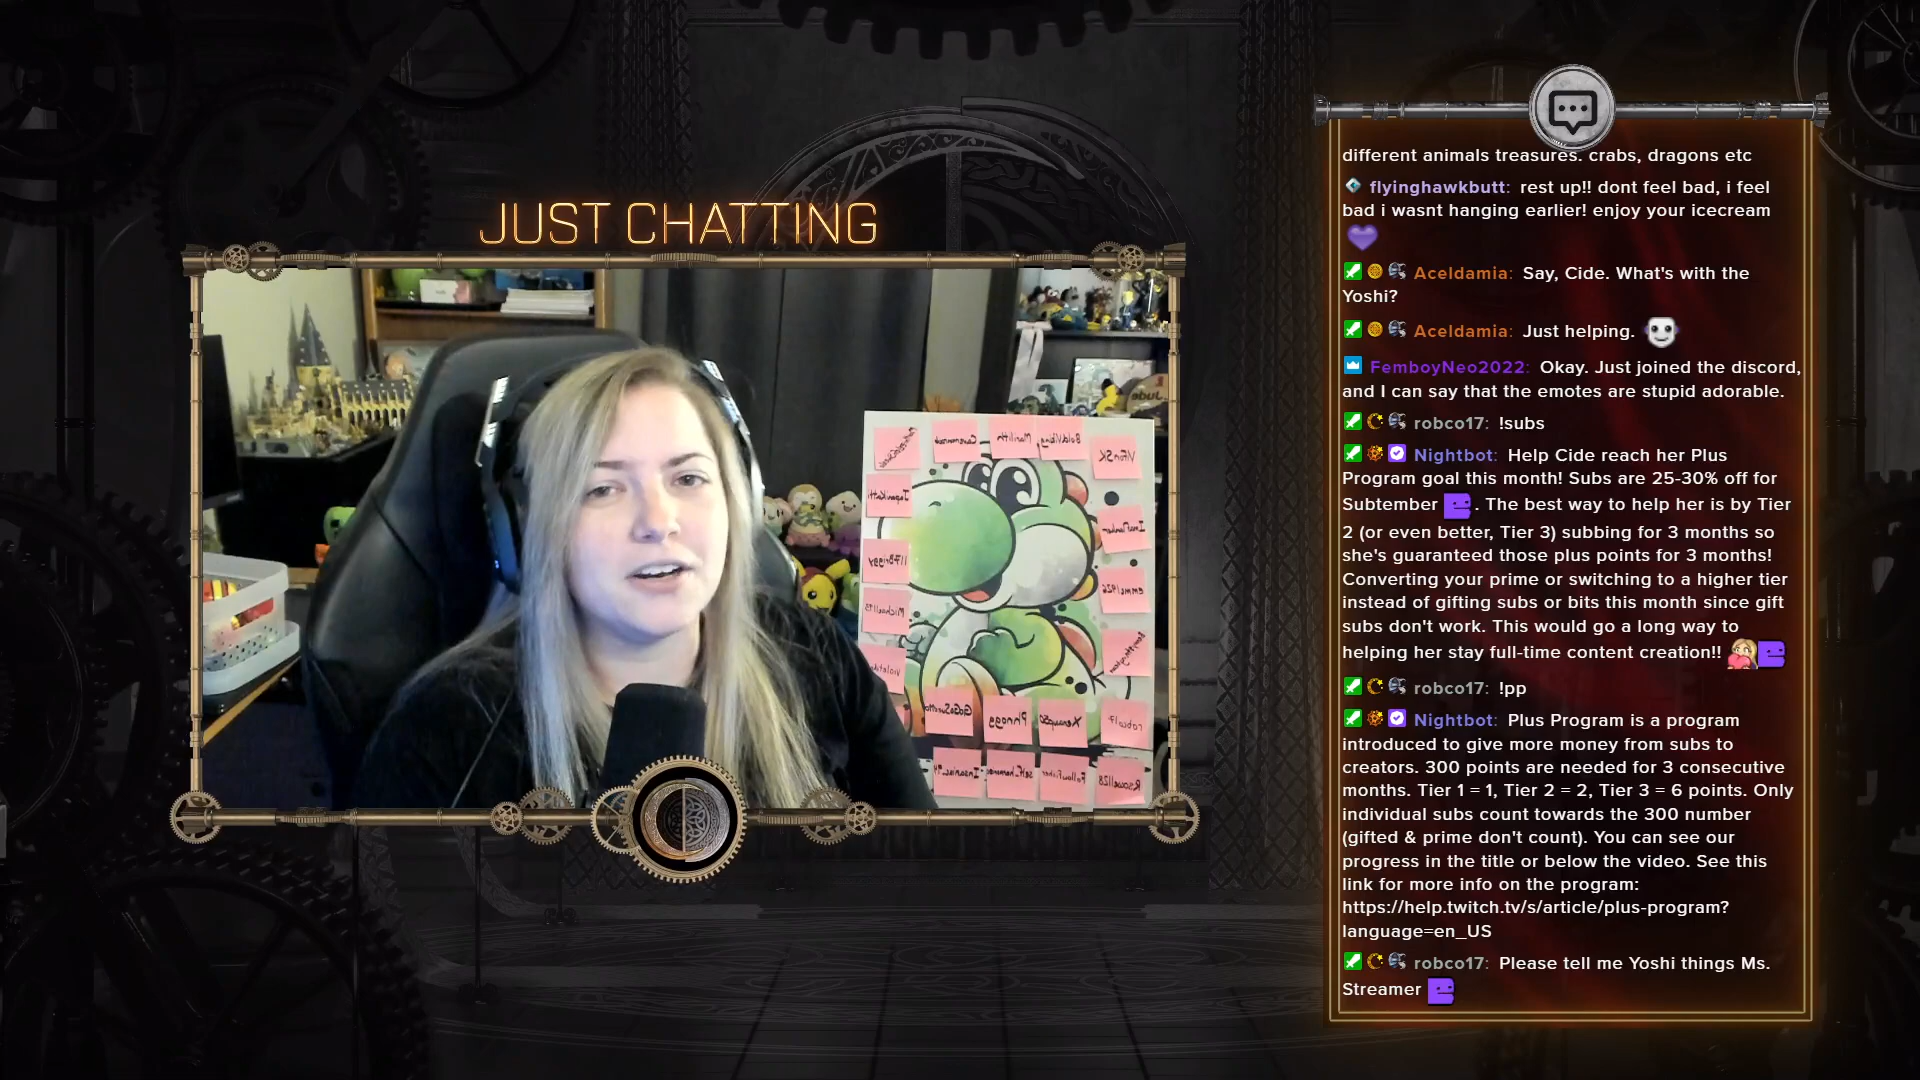 JUST CHATTING
different animals treasures. crabs, dragons etc
flyinghawkbutt: rest up!! dont feel bad, i feel
bad i wasnt hanging earlier! enjoy your icecream
Aceldamia: Say, Cide. What's with the
Yoshi?
Aceldamia: Just helping.
FemboyNeo2022: Okay. Just joined the discord,
and I can say that the emotes are stupid adorable.
robco17: !subs
Nightbot: Help Cide reach her Plus
Program goal this month! Subs are 25-30% off for
Subtember . The best way to help her is by Tier
2 (or even better, Tier 3) subbing for 3 months so
she's guaranteed those plus points for 3 months!
Converting your prime or switching to a higher tier
instead of gifting subs or bits this month since gift
subs don't work. This would go a long way to
helping her stay full-time content creation!!
robco17: !pp
Nightbot: Plus Program is a program
introduced to give more money from subs to
creators. 300 points are needed for 3 consecutive
months. Tier 1 = 1, Tier 2 = 2, Tier 3 = 6 points. Only
individual subs count towards the 300 number
(gifted & prime don't count). You can see our
progress in the title or below the video. See this
link for more info on the program:
https://help.twitch.tv/s/article/plus-program?
language=en_US
robco17: Please tell me Yoshi things Ms.
Streamer
Marilith
BaldViking
VFinSK
117Briggy
emmc1926
Phrogg
robco17